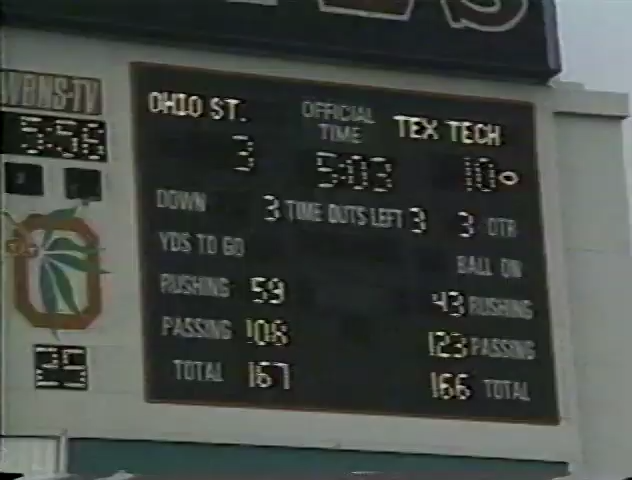 WBNS-TV
5:56
25
OHIO ST. OFFICIAL TIME TEX TECH
3 5:03 10
DOWN 3 TIME OUTS LEFT 3 3 QTR
YDS TO GO BALL ON
RUSHING 59 43 RUSHING
PASSING 108 123 PASSING
TOTAL 167 166 TOTAL